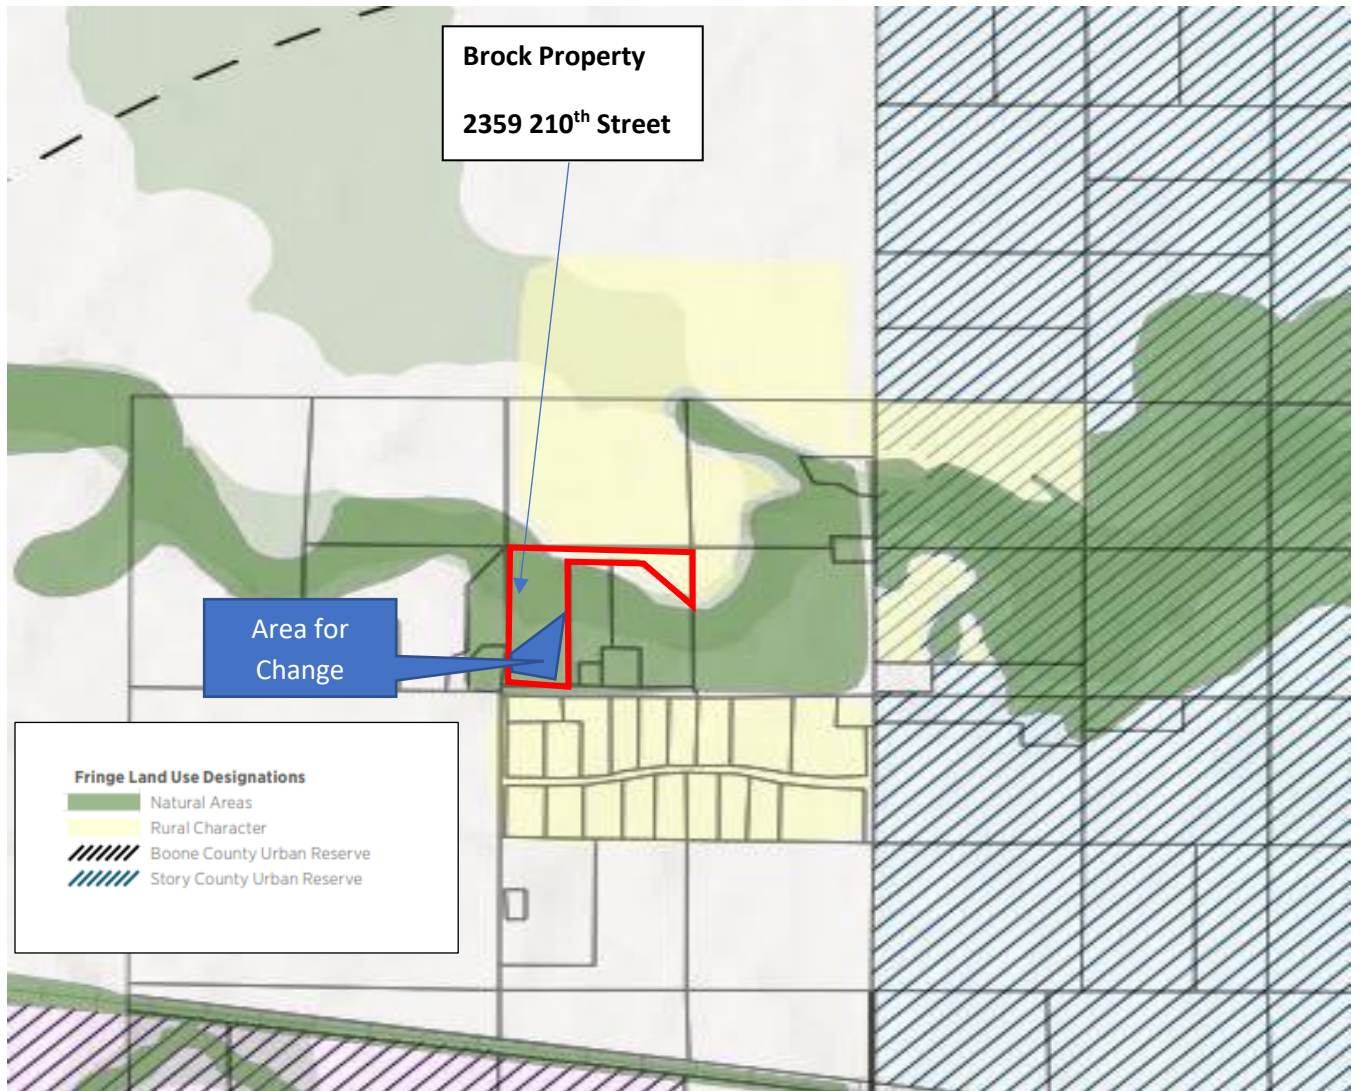 Brock Property
2359 210th Street
Area for
Change
Fringe Land Use Designations
Natural Areas
Rural Character
Boone County Urban Reserve
Story County Urban Reserve